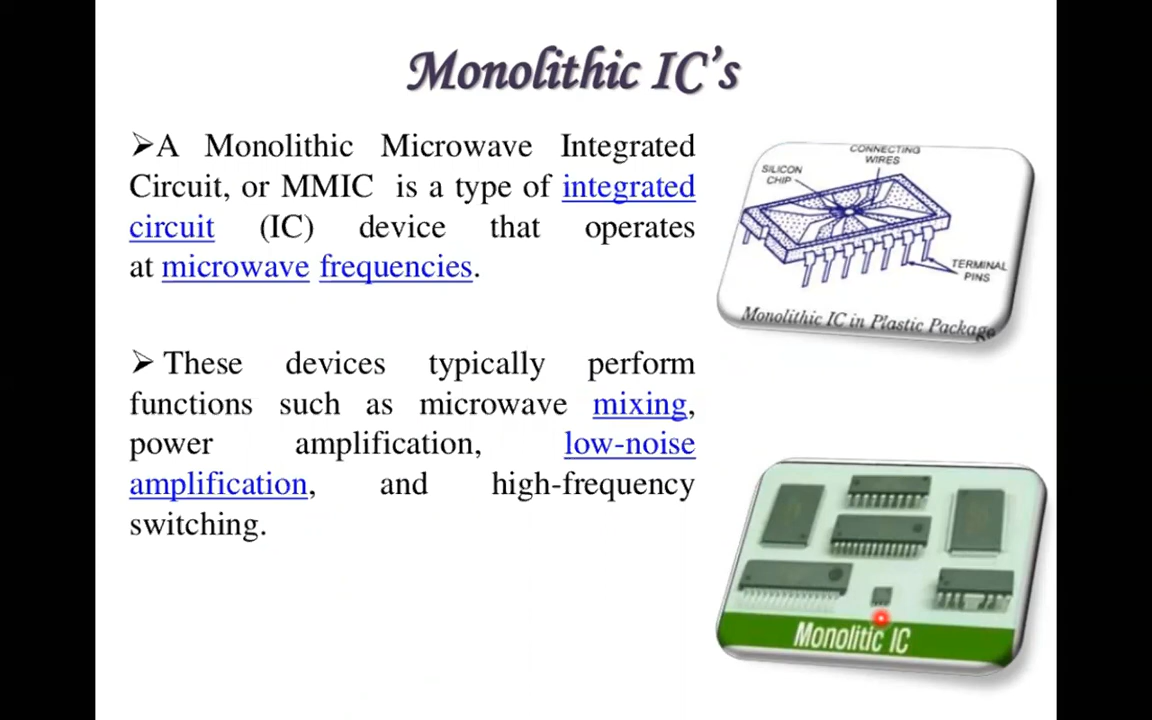 Monolithic IC's
➢A Monolithic Microwave Integrated
Circuit, or MMIC is a type of integrated
circuit (IC) device that operates
at microwave frequencies.
➢ These devices typically perform
functions such as microwave mixing,
power amplification, low-noise
amplification, and high-frequency
switching.
CONNECTING
WIRES
SILICON
CHIP
TERMINAL
PINS
Monolithic IC in Plastic Package
Monolitic IC